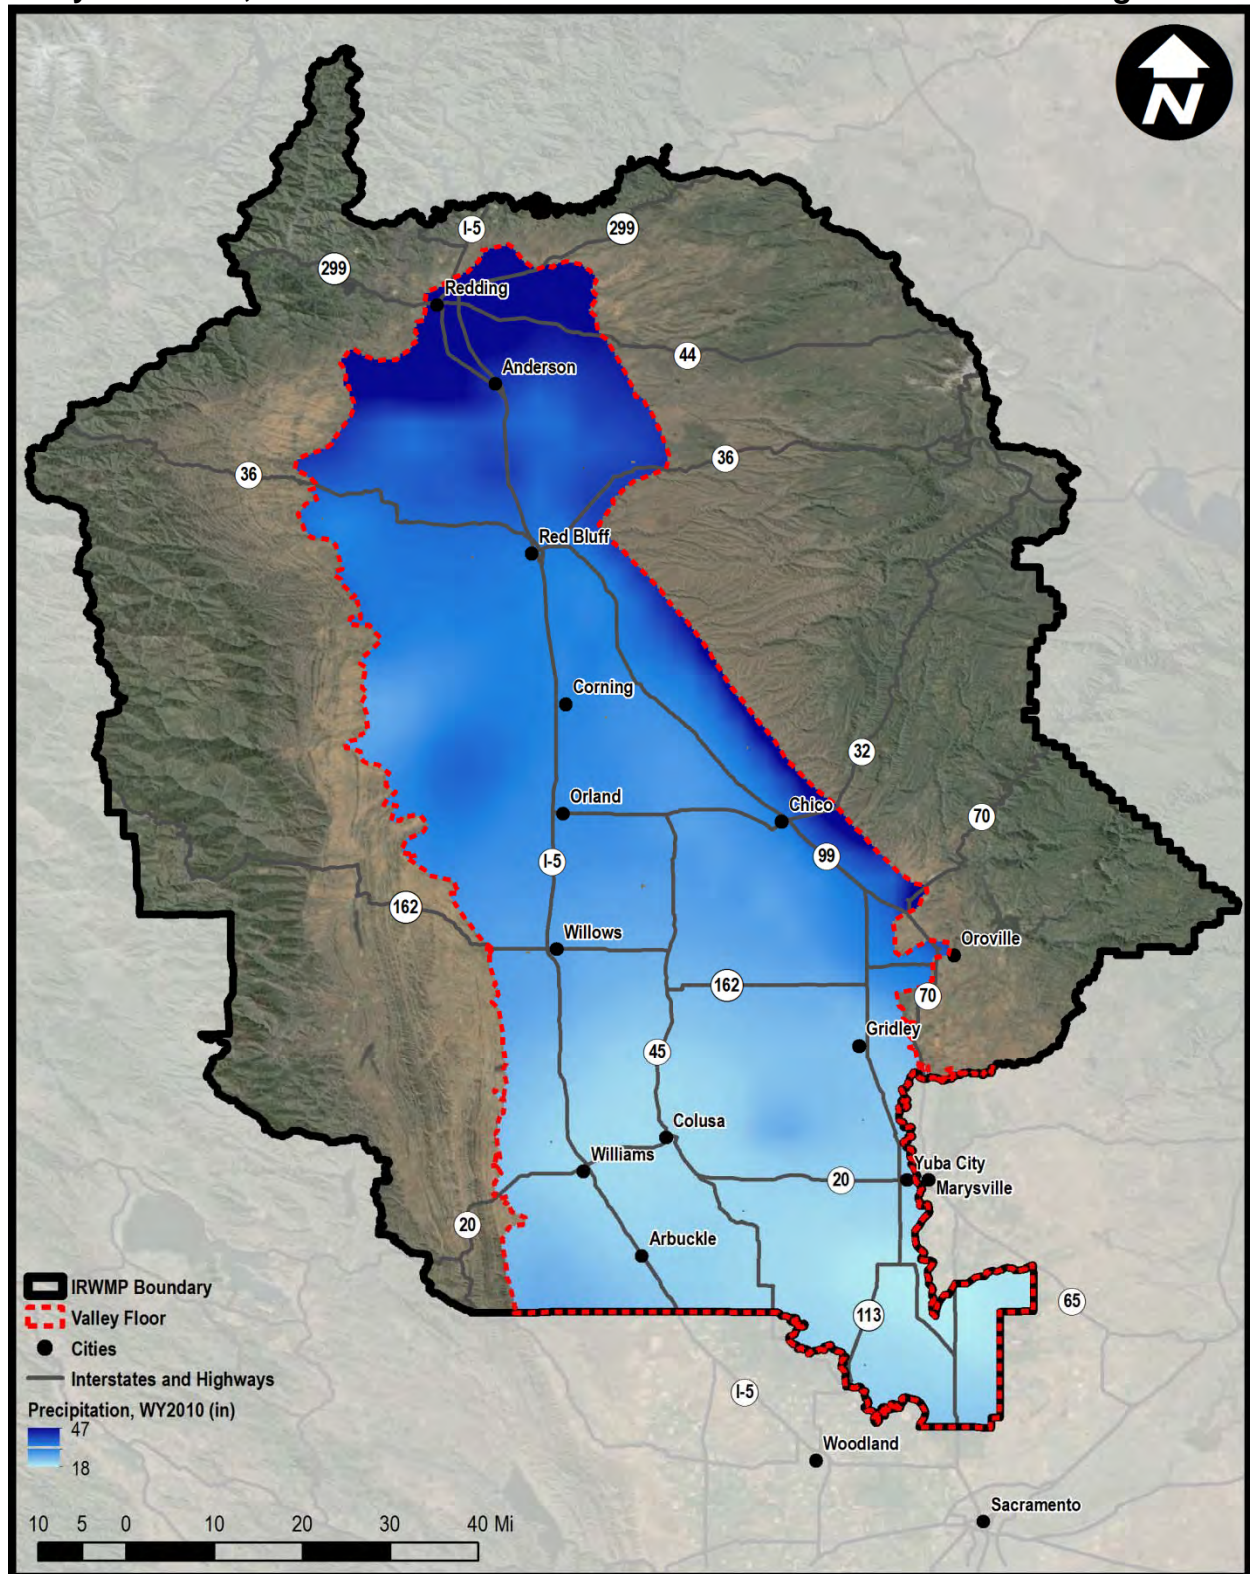 N
I-5
299
299
Redding
44
Anderson
36
36
Red Bluff
Corning
32
Orland
Chico
70
99
I-5
162
Willows
Oroville
162
70
Gridley
45
Colusa
Williams
Yuba City
20
Marysville
20
Arbuckle
IRWMP Boundary
Valley Floor
65
113
Cities
Interstates and Highways
I-5
Precipitation, WY2010 (in)
47
18
Woodland
Sacramento
10 5 0 10 20 30 40 Mi